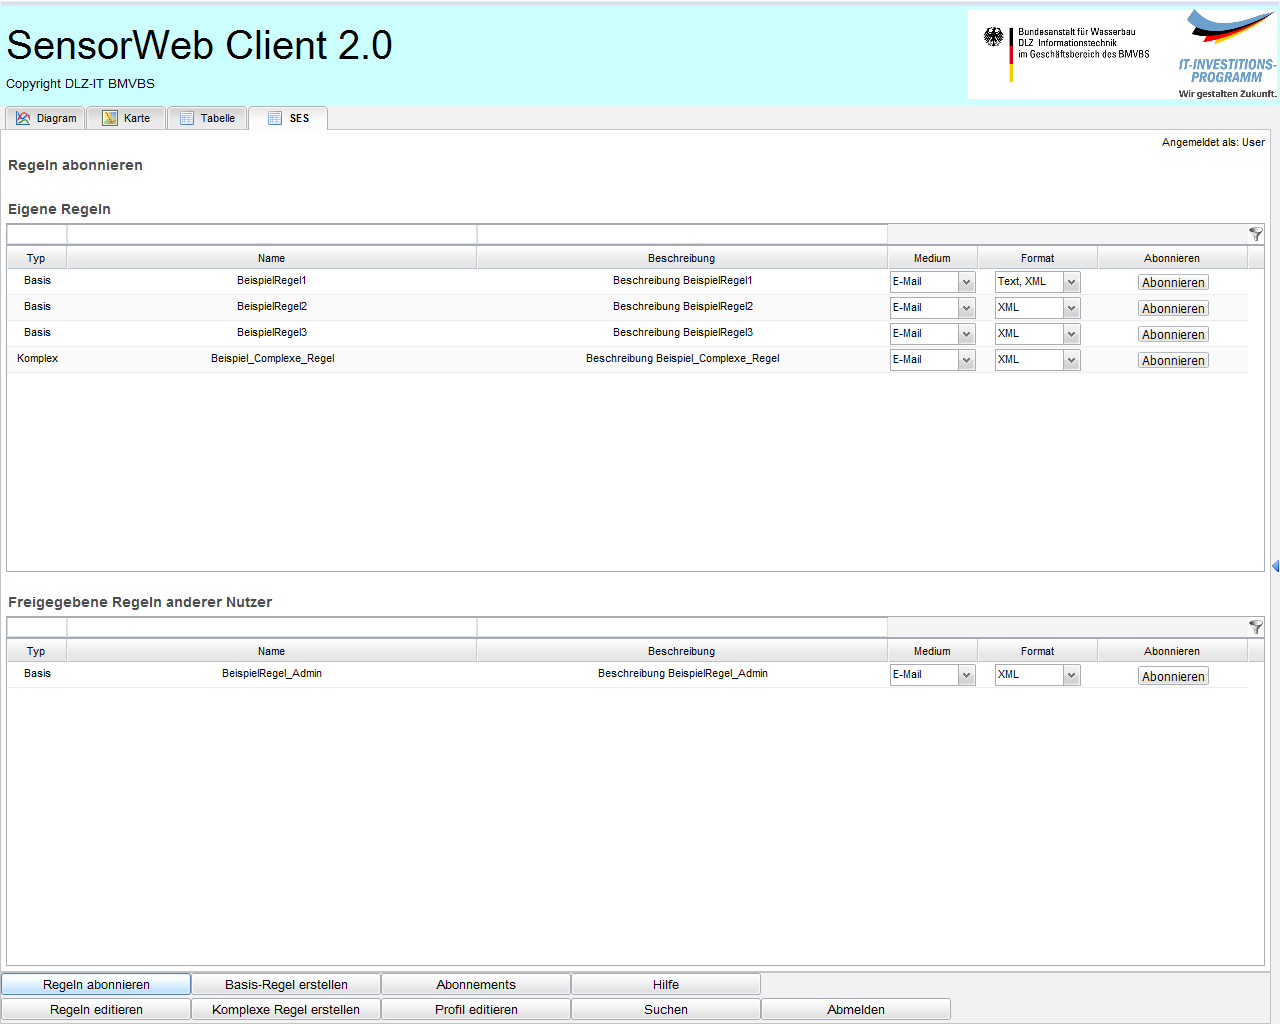 SensorWeb Client 2.0
Copyright DLZ-IT BMVBS
Bundesanstalt für Wasserbau
DLZ Informationstechnik
im Geschäftsbereich des BMVBS
IT-INVESTITIONS-
PROGRAMM
Wir gestalten Zukunft.
Diagram Karte Tabelle SES
Angemeldet als: User
Regeln abonnieren
Eigene Regeln
Typ Name Beschreibung Medium Format Abonnieren
Basis BeispielRegel1 Beschreibung BeispielRegel1 E-Mail Text, XML Abonnieren
Basis BeispielRegel2 Beschreibung BeispielRegel2 E-Mail XML Abonnieren
Basis BeispielRegel3 Beschreibung BeispielRegel3 E-Mail XML Abonnieren
Komplex Beispiel_Complexe_Regel Beschreibung Beispiel_Complexe_Regel E-Mail XML Abonnieren
Freigegebene Regeln anderer Nutzer
Typ Name Beschreibung Medium Format Abonnieren
Basis BeispielRegel_Admin Beschreibung BeispielRegel_Admin E-Mail XML Abonnieren
Regeln abonnieren Basis-Regel erstellen Abonnements Hilfe
Regeln editieren Komplexe Regel erstellen Profil editieren Suchen Abmelden